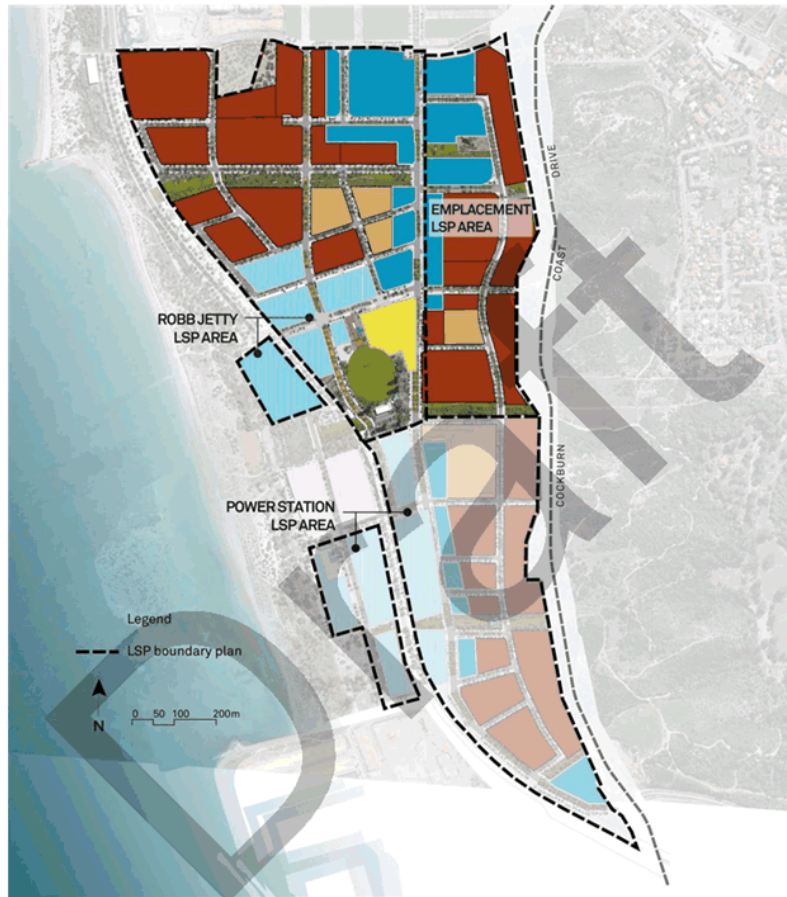 DRIVE
EMPLACEMENT
LSP AREA
COAST
ROBB JETTY
LSP AREA
COCKBURN
POWER STATION
LSP AREA
Legend
LSP boundary plan
N
0 50 100 200m
Draft